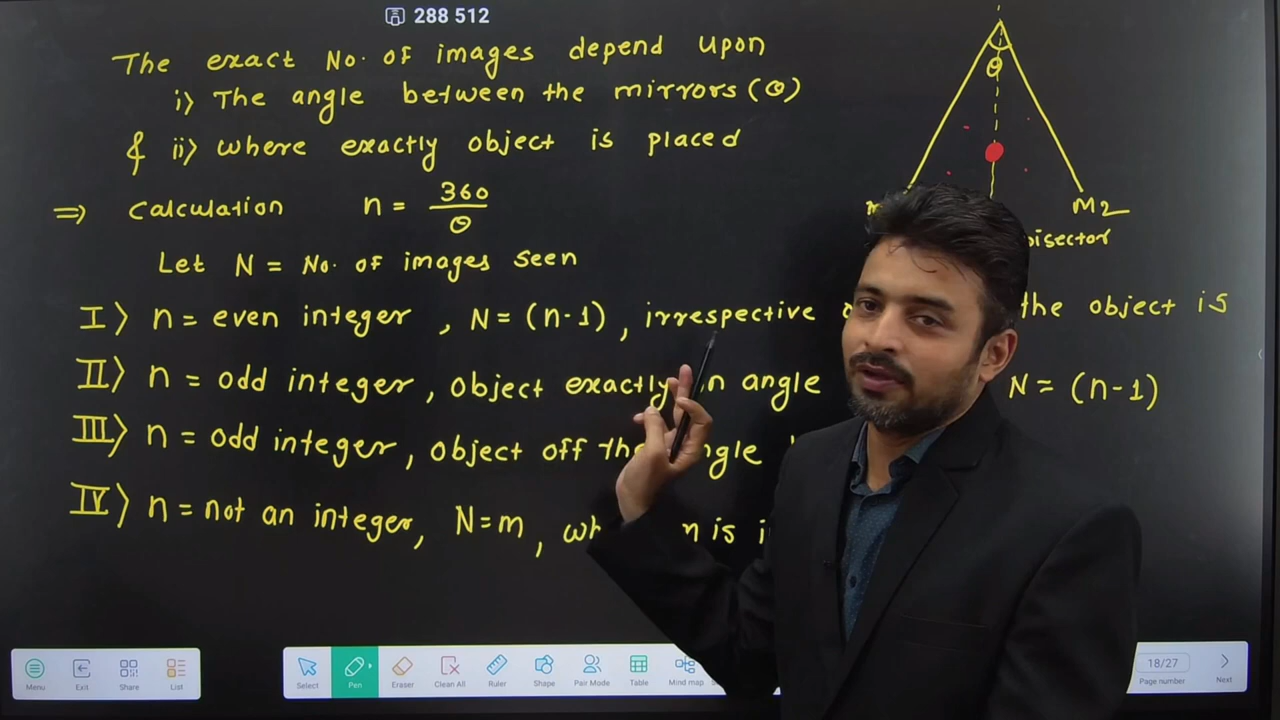 288 512
The exact No. of images depend upon
i) The angle between the mirrors (θ)
& ii) where exactly object is placed
θ
M2
bisector
⇒ Calculation n = 360/θ
Let N = No. of images seen
I) n = even integer, N = (n-1), irrespective the object is
II) n = odd integer, object exactly in angle N = (n-1)
III) n = odd integer, object off the angle
IV) n = not an integer, N = m, m is
Menu
Exit
Share
List
Select
Pen
Eraser
Clean All
Ruler
Shape
Pair Mode
Table
Mind map
18/27
Page number
Next